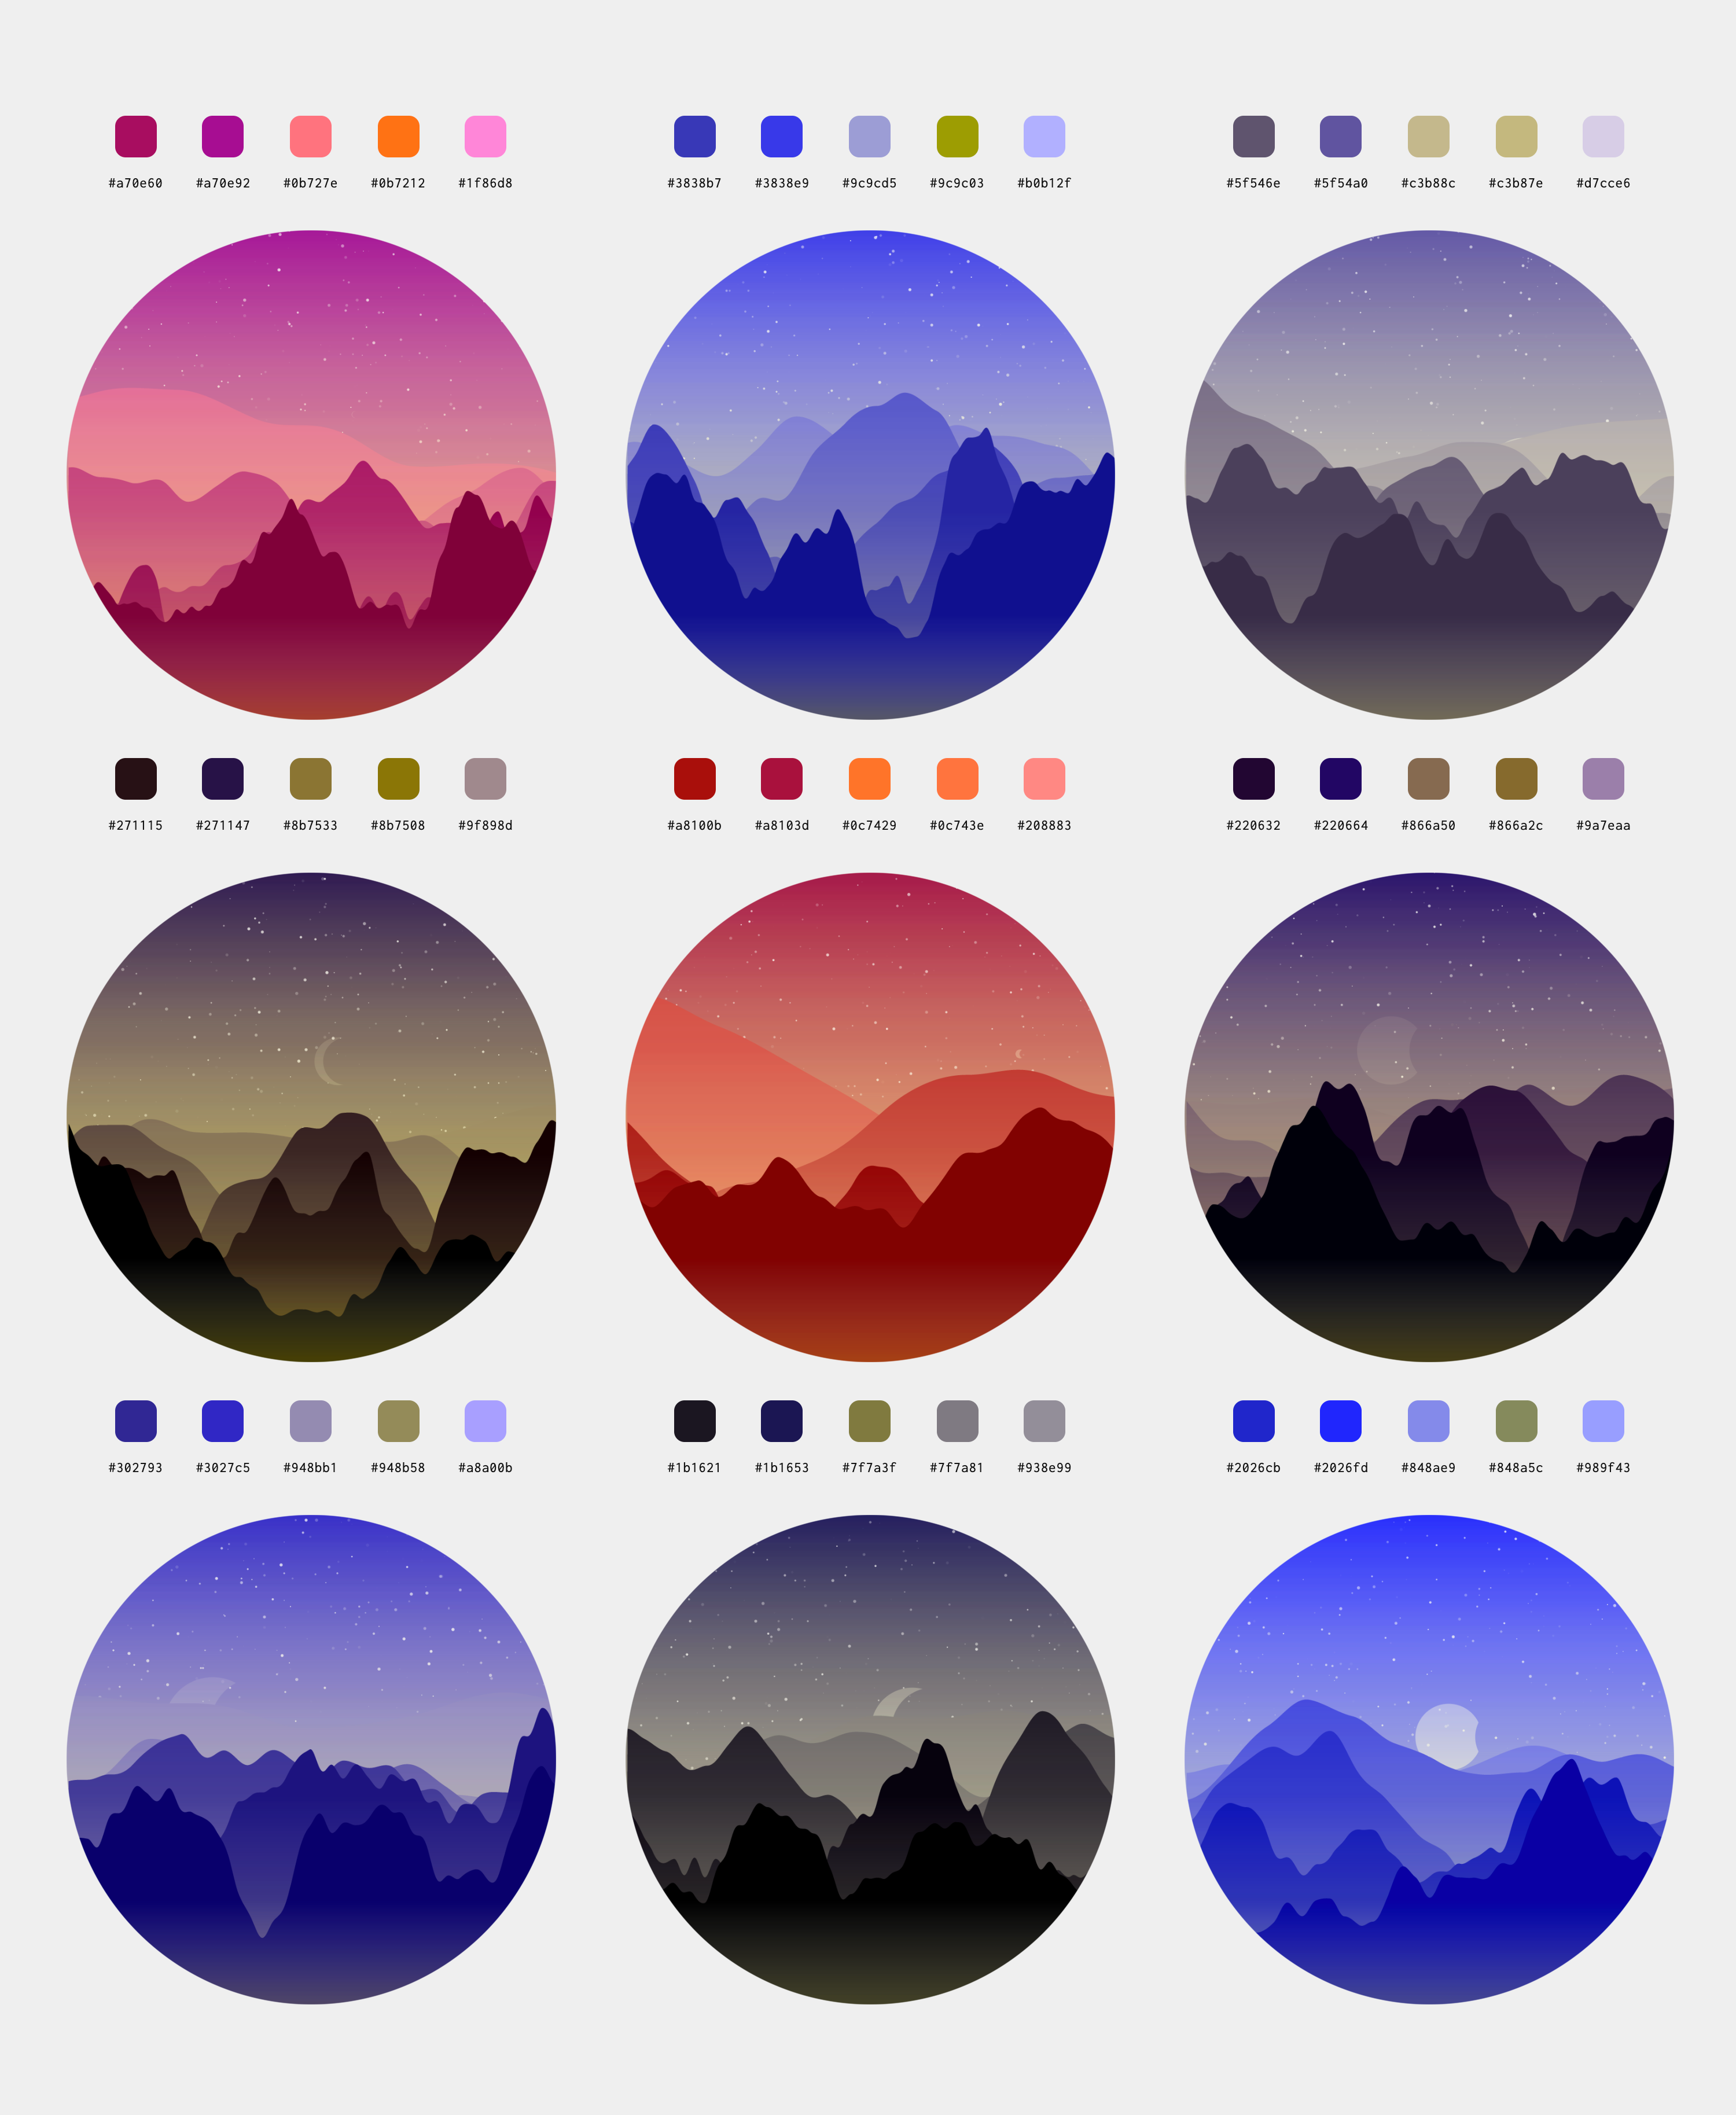 #a70e60 #a70e92 #0b727e #0b7212 #1f86d8
#3838b7 #3838e9 #9c9cd5 #9c9c03 #b0b12f
#5f546e #5f54a0 #c3b88c #c3b87e #d7cce6
#271115 #271147 #8b7533 #8b7508 #9f898d
#a8100b #a8103d #0c7429 #0c743e #208883
#220632 #220664 #866a50 #866a2c #9a7eaa
#302793 #3027c5 #948bb1 #948b58 #a8a00b
#1b1621 #1b1653 #7f7a3f #7f7a81 #938e99
#2026cb #2026fd #848ae9 #848a5c #989f43